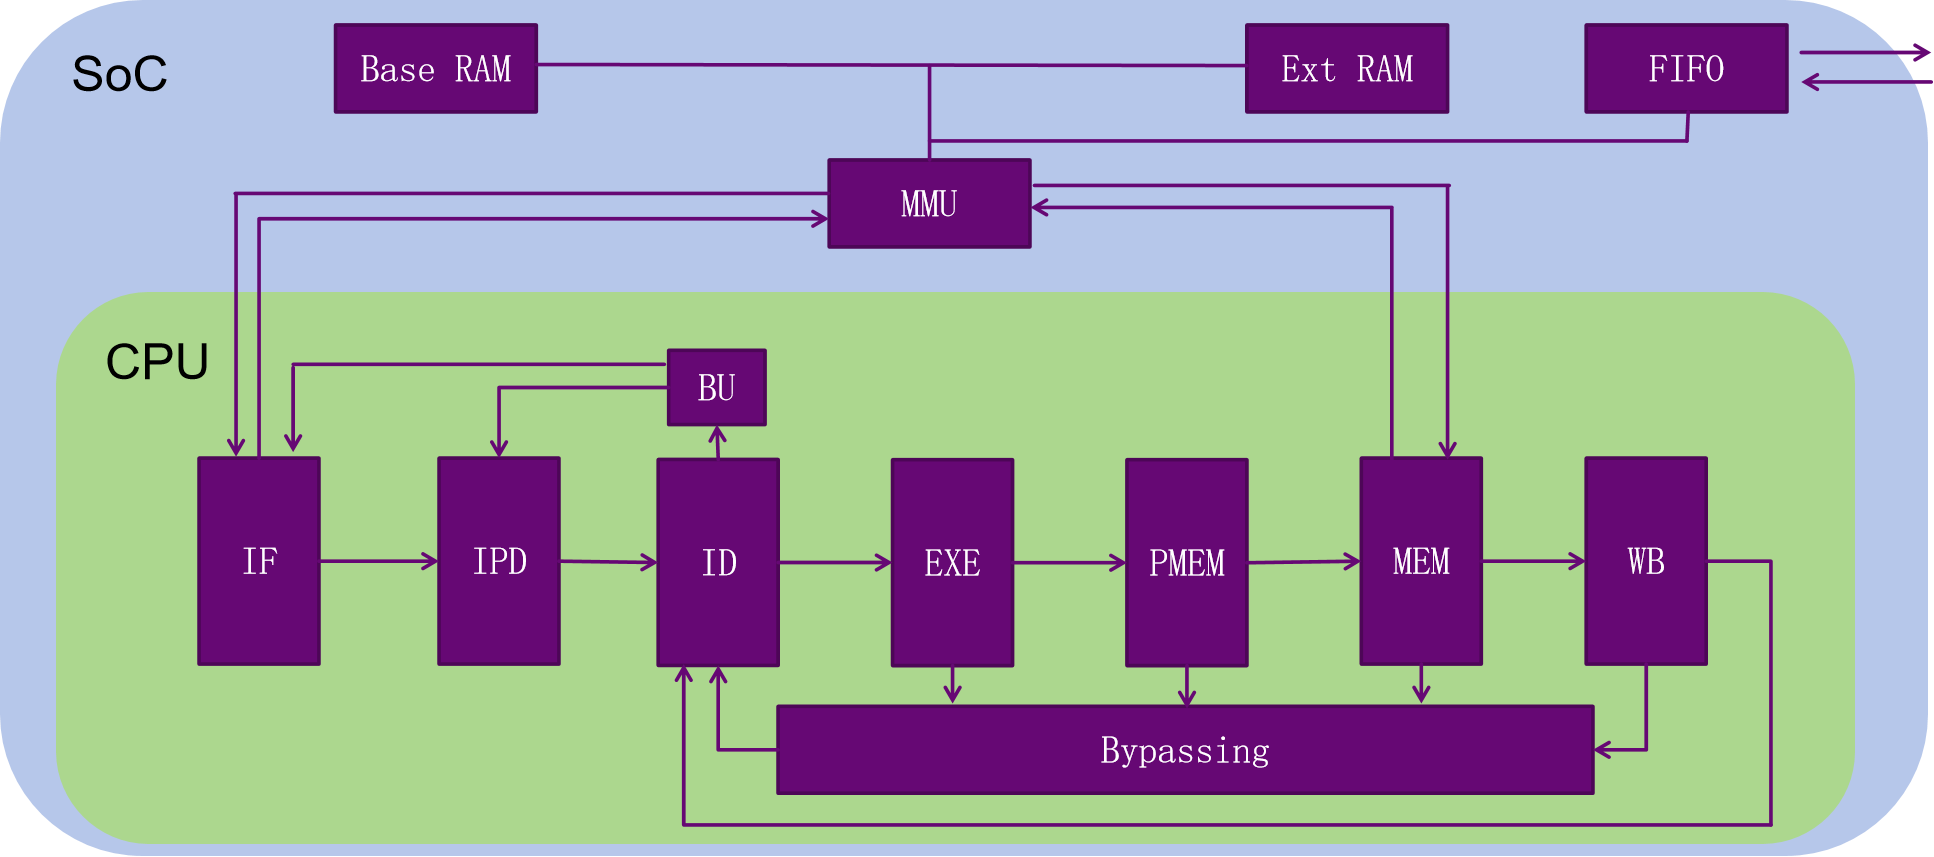 SoC
Base RAM
Ext RAM
FIFO
MMU
CPU
BU
IF
IPD
ID
EXE
PMEM
MEM
WB
Bypassing